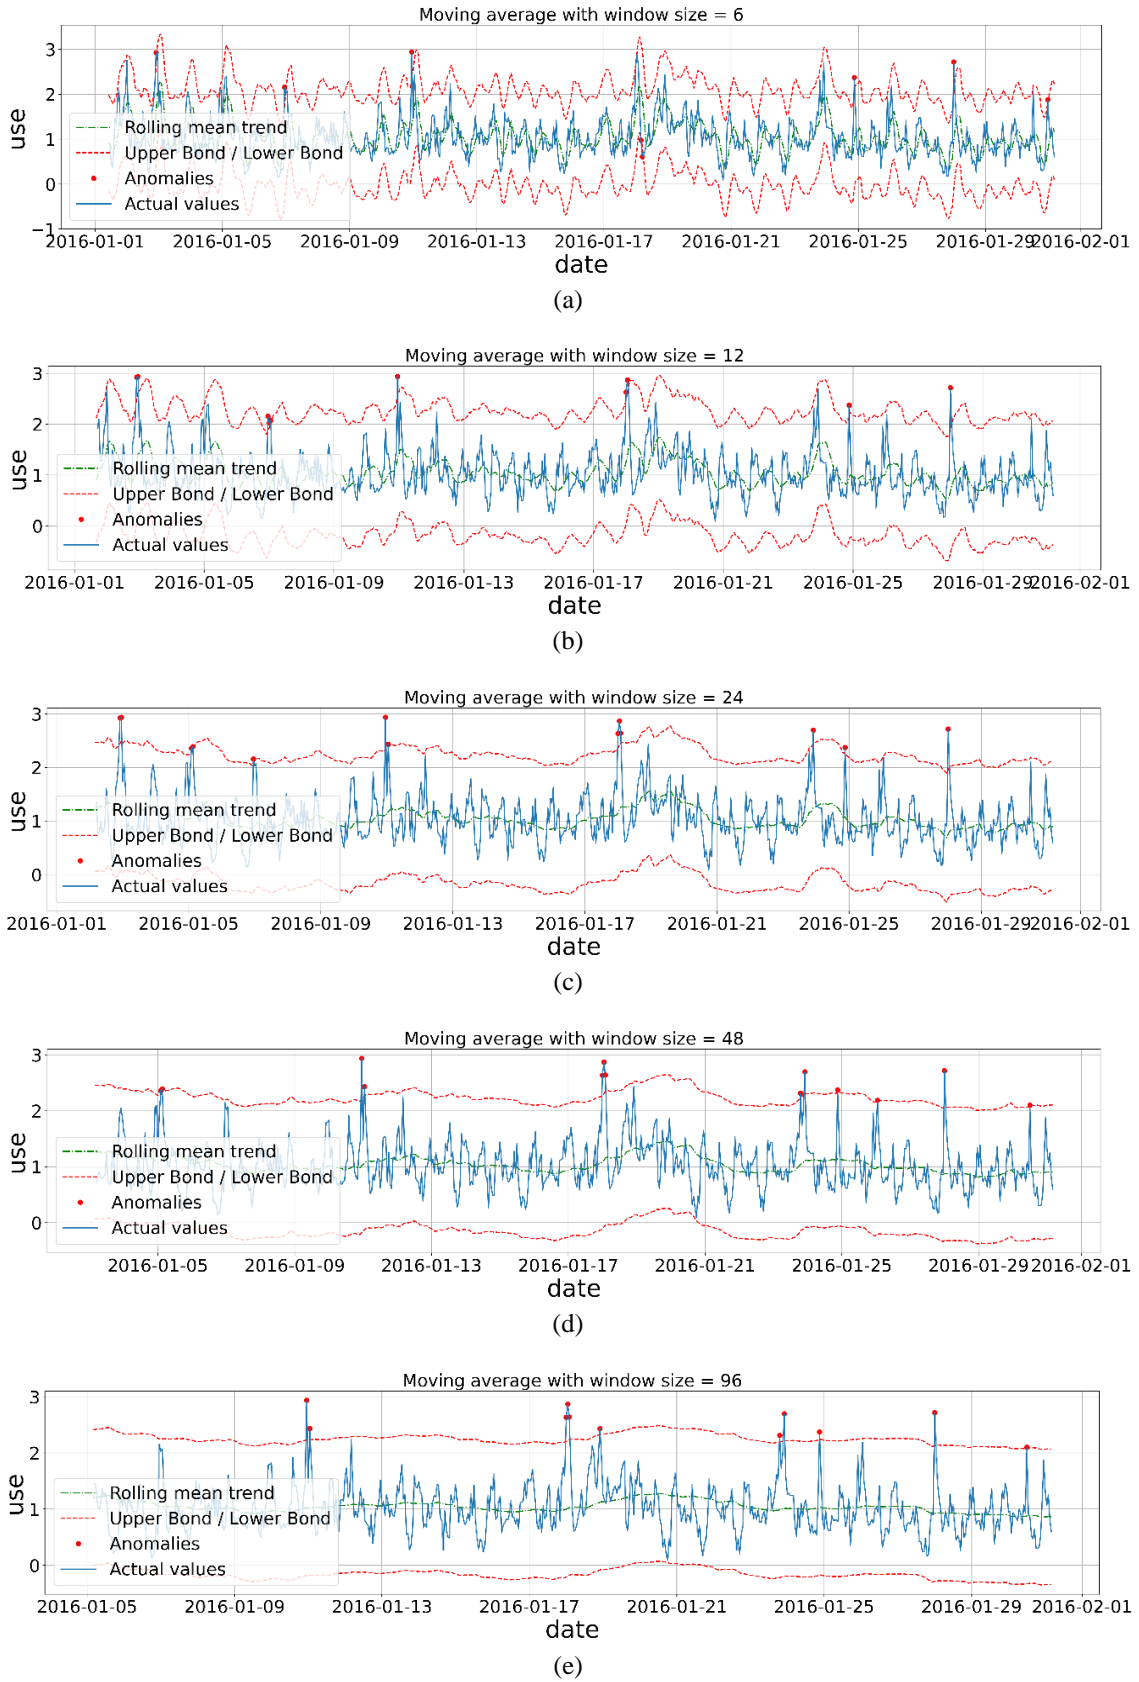 Moving average with window size = 6
3
2
1
0
−1
use
Rolling mean trend
Upper Bond / Lower Bond
Anomalies
Actual values
2016-01-01 2016-01-05 2016-01-09 2016-01-13 2016-01-17 2016-01-21 2016-01-25 2016-01-29 2016-02-01
date
(a)
Moving average with window size = 12
3
2
1
0
use
Rolling mean trend
Upper Bond / Lower Bond
Anomalies
Actual values
2016-01-01 2016-01-05 2016-01-09 2016-01-13 2016-01-17 2016-01-21 2016-01-25 2016-01-29 2016-02-01
date
(b)
Moving average with window size = 24
3
2
1
0
use
Rolling mean trend
Upper Bond / Lower Bond
Anomalies
Actual values
2016-01-01 2016-01-05 2016-01-09 2016-01-13 2016-01-17 2016-01-21 2016-01-25 2016-01-29 2016-02-01
date
(c)
Moving average with window size = 48
3
2
1
0
use
Rolling mean trend
Upper Bond / Lower Bond
Anomalies
Actual values
2016-01-05 2016-01-09 2016-01-13 2016-01-17 2016-01-21 2016-01-25 2016-01-29 2016-02-01
date
(d)
Moving average with window size = 96
3
2
1
0
use
Rolling mean trend
Upper Bond / Lower Bond
Anomalies
Actual values
2016-01-05 2016-01-09 2016-01-13 2016-01-17 2016-01-21 2016-01-25 2016-01-29 2016-02-01
date
(e)